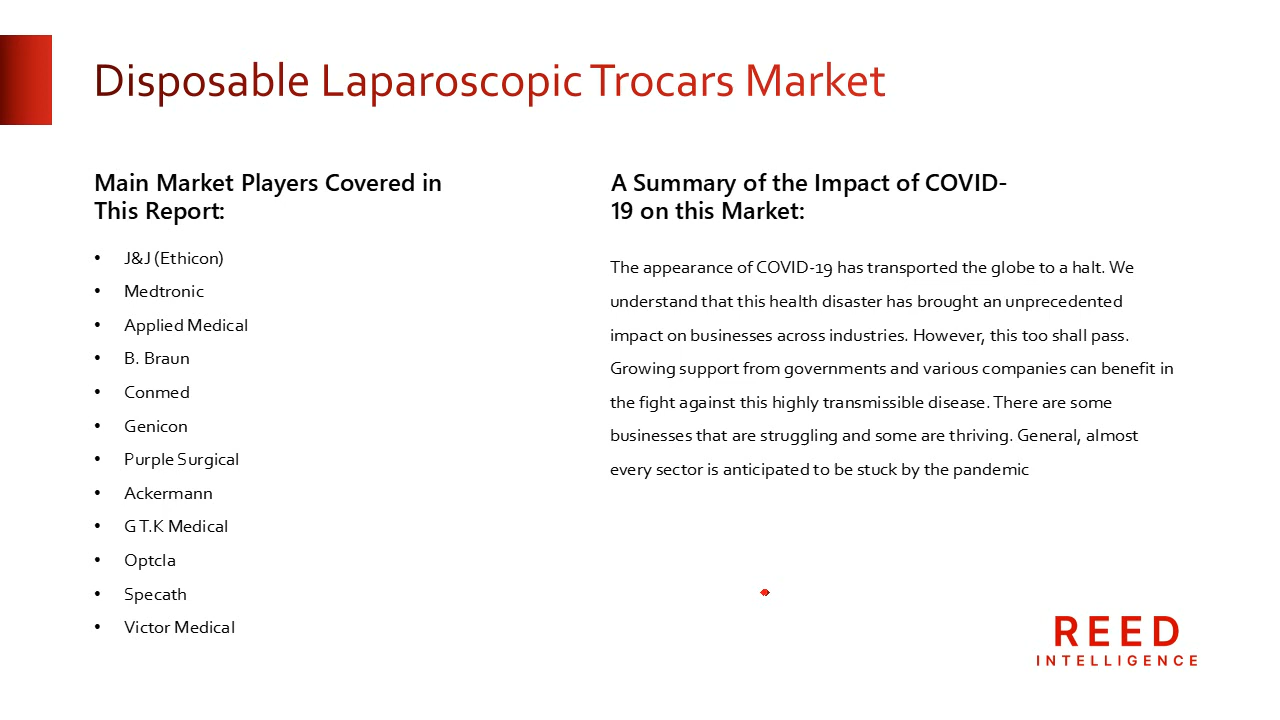 Disposable Laparoscopic Trocars Market
Main Market Players Covered in
This Report:
• J&J (Ethicon)
• Medtronic
• Applied Medical
• B. Braun
• Conmed
• Genicon
• Purple Surgical
• Ackermann
• G T.K Medical
• Optcla
• Specath
• Victor Medical
A Summary of the Impact of COVID-
19 on this Market:
The appearance of COVID-19 has transported the globe to a halt. We
understand that this health disaster has brought an unprecedented
impact on businesses across industries. However, this too shall pass.
Growing support from governments and various companies can benefit in
the fight against this highly transmissible disease. There are some
businesses that are struggling and some are thriving. General, almost
every sector is anticipated to be stuck by the pandemic
REED
INTELLIGENCE